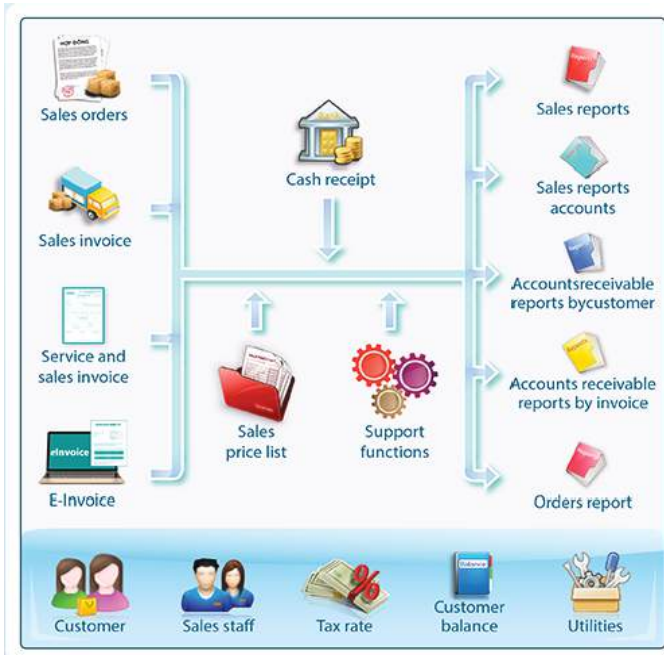 HỢP ĐỒNG
Sales orders
Sales invoice
Service and
sales invoice
eInvoice
E-Invoice
Cash receipt
Sales
price list
Support
functions
Reports
Sales reports
Sales reports
accounts
Accountsreceivable
reports bycustomer
Reports
Accounts receivable
reports by invoice
Orders report
Customer
Sales staff
%
Tax rate
Balance
Customer
balance
Utilities